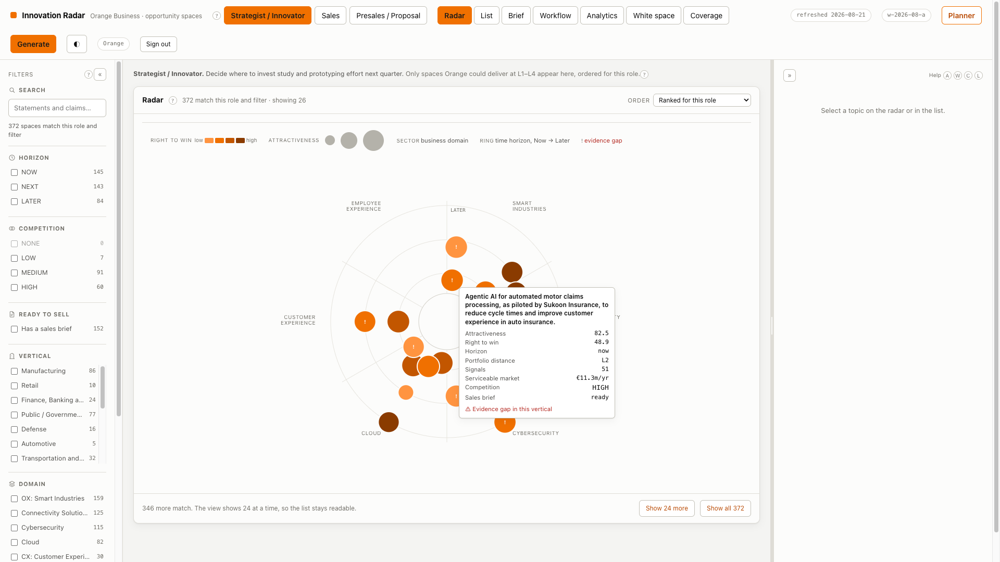 Innovation Radar Orange Business · opportunity spaces ? Strategist / Innovator Sales Presales / Proposal Radar List Brief Workflow Analytics White space Coverage refreshed 2026-08-21 w-2026-08-a Planner
Generate Orange Sign out
FILTERS ? «
SEARCH
Statements and claims...
372 spaces match this role and
filter
HORIZON
NOW 145
NEXT 143
LATER 84
COMPETITION
NONE 0
LOW 7
MEDIUM 91
HIGH 60
READY TO SELL
Has a sales brief 152
VERTICAL
Manufacturing 86
Retail 10
Finance, Banking a... 24
Public / Governme... 77
Defense 16
Automotive 5
Transportation and... 32
DOMAIN
OX: Smart Industries 159
Connectivity Solutio... 125
Cybersecurity 115
Cloud 82
CX: Customer Experi... 30
Strategist / Innovator. Decide where to invest study and prototyping effort next quarter. Only spaces Orange could deliver at L1–L4 appear here, ordered for this role. ?
Radar ? 372 match this role and filter · showing 26 ORDER Ranked for this role
RIGHT TO WIN low high ATTRACTIVENESS SECTOR business domain RING time horizon, Now → Later ! evidence gap
EMPLOYEE
EXPERIENCE
LATER
SMART
INDUSTRIES
!
!
CUSTOMER
EXPERIENCE
!
!
!
!
TY
CLOUD
CYBERSECURITY
Agentic AI for automated motor claims
processing, as piloted by Sukoon Insurance, to
reduce cycle times and improve customer
experience in auto insurance.
Attractiveness 82.5
Right to win 48.9
Horizon now
Portfolio distance L2
Signals 51
Serviceable market €11.3m/yr
Competition HIGH
Sales brief ready
⚠ Evidence gap in this vertical
346 more match. The view shows 24 at a time, so the list stays readable. Show 24 more Show all 372
» Help A W C L
Select a topic on the radar or in the list.